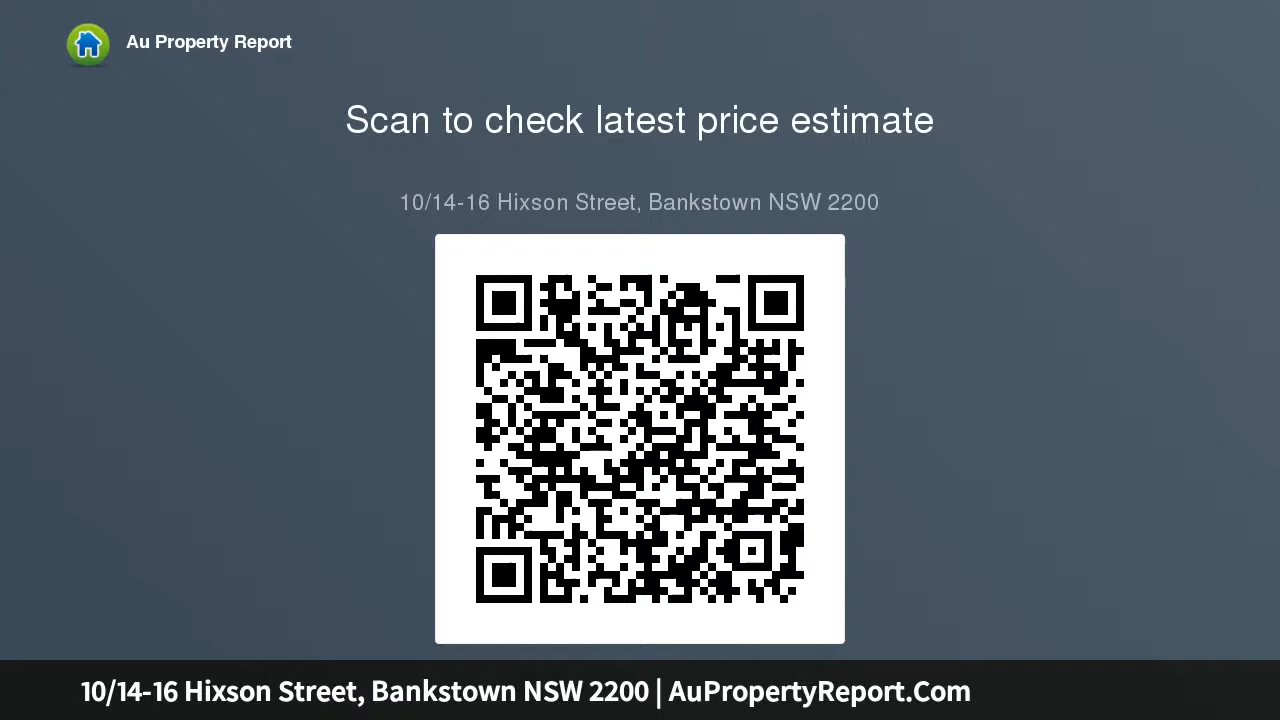 Au Property Report
Scan to check latest price estimate
10/14-16 Hixson Street, Bankstown NSW 2200
10/14-16 Hixson Street, Bankstown NSW 2200 | AuPropertyReport.Com